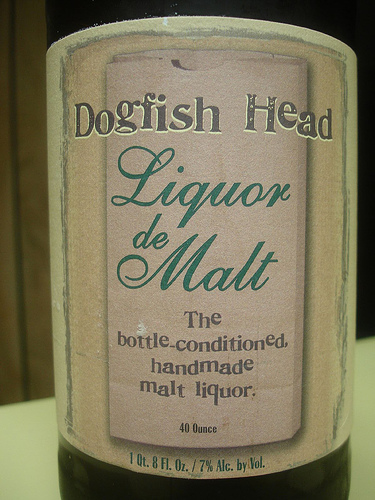 Dogfish Head
Liquor
de
Malt
The
bottle-conditioned,
handmade
malt liquor.
40 Ounce
1 Qt. 8 Fl. Oz. / 7% Alc. by Vol.